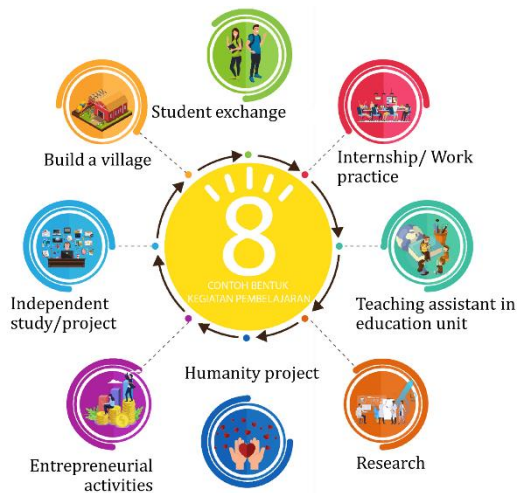 Student exchange
Internship/ Work
practice
Teaching assistant in
education unit
Research
Humanity project
Entrepreneurial
activities
Independent
study/project
Build a village
8
CONTOH BENTUK
KEGIATAN PEMBELAJARAN